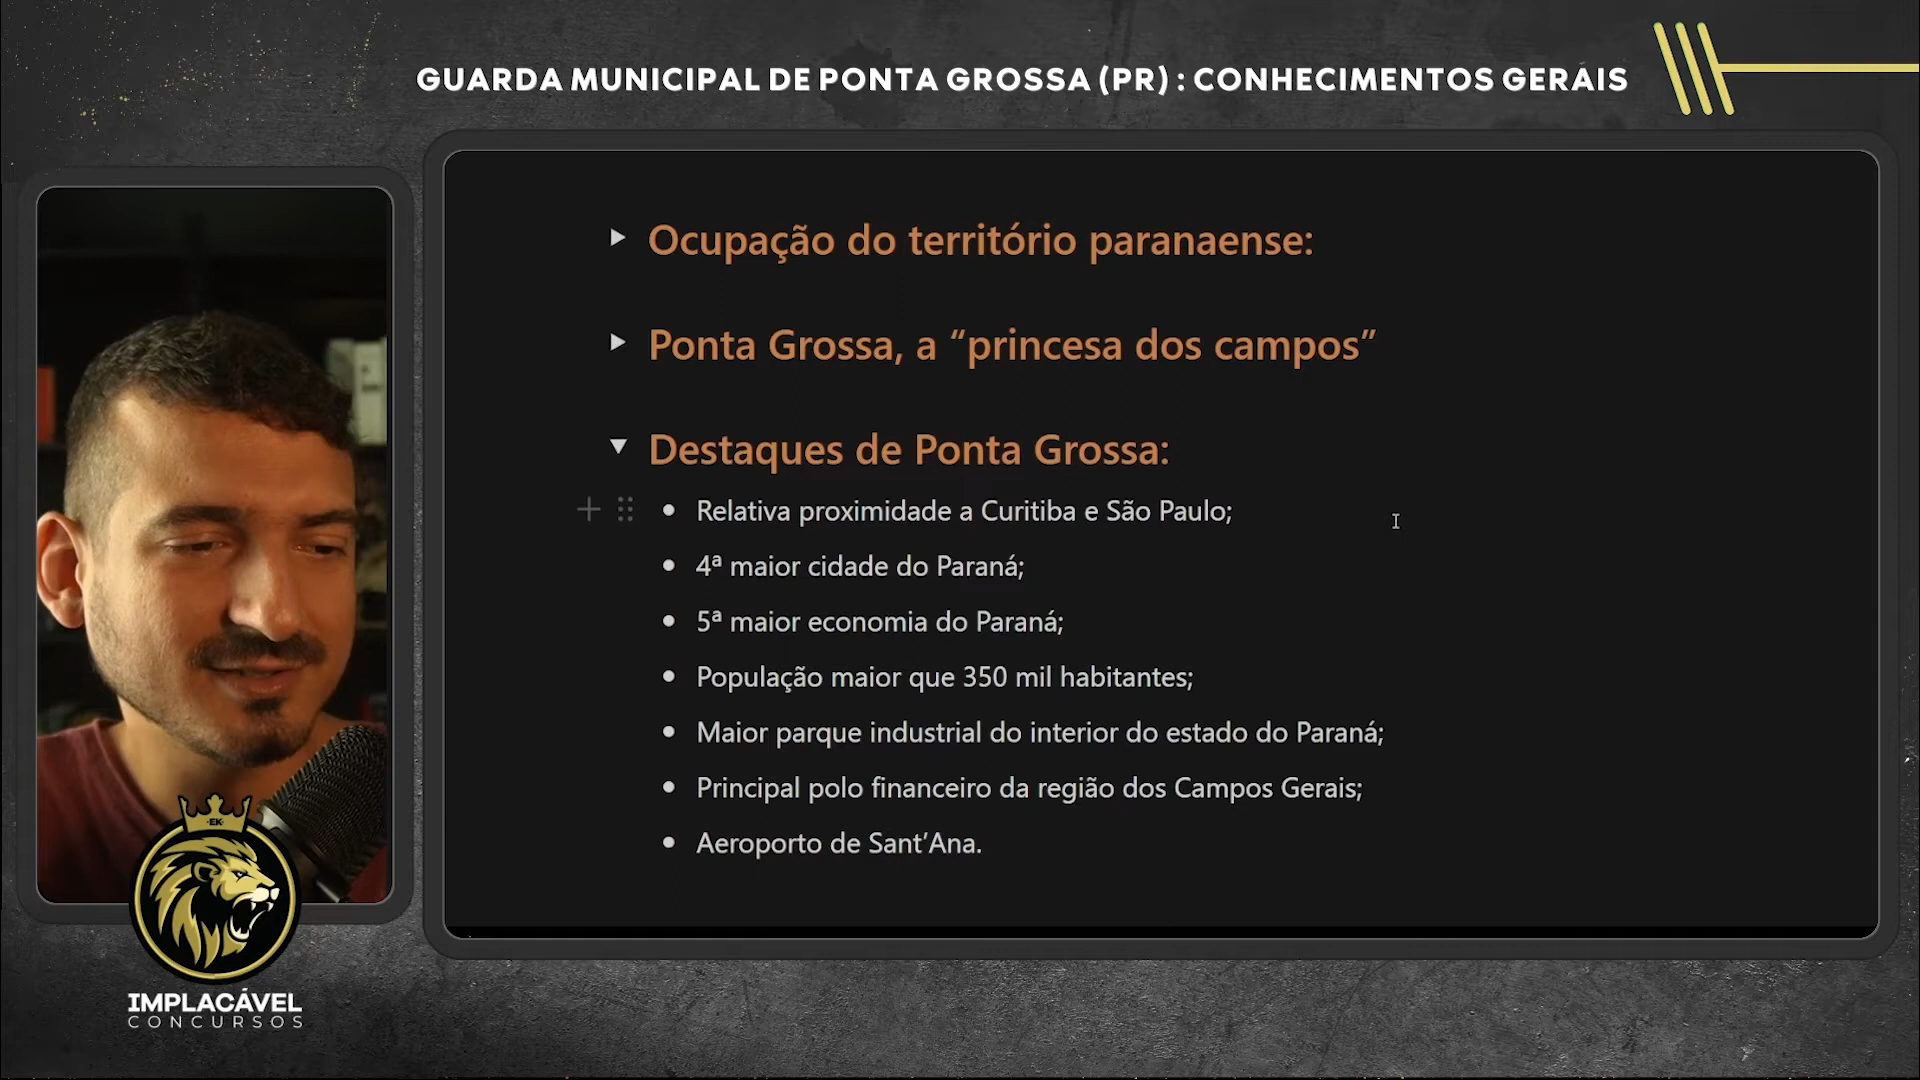 GUARDA MUNICIPAL DE PONTA GROSSA (PR) : CONHECIMENTOS GERAIS
Ocupação do território paranaense:
Ponta Grossa, a “princesa dos campos”
Destaques de Ponta Grossa:
Relativa proximidade a Curitiba e São Paulo;
4ª maior cidade do Paraná;
5ª maior economia do Paraná;
População maior que 350 mil habitantes;
Maior parque industrial do interior do estado do Paraná;
Principal polo financeiro da região dos Campos Gerais;
Aeroporto de Sant’Ana.
EK
IMPLACÁVEL
CONCURSOS